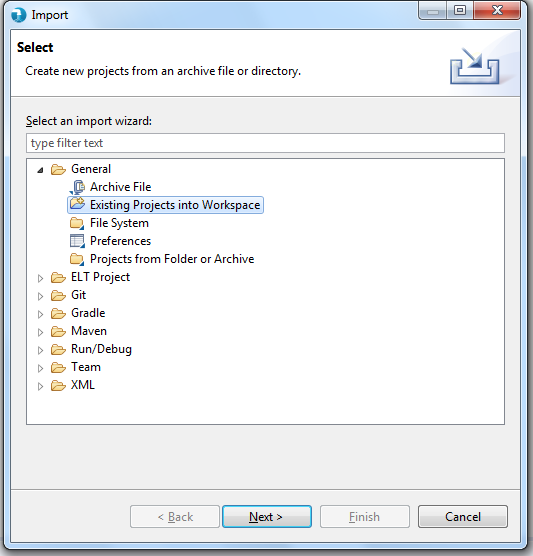 Import
Select
Create new projects from an archive file or directory.
Select an import wizard:
type filter text
General
Archive File
Existing Projects into Workspace
File System
Preferences
Projects from Folder or Archive
ELT Project
Git
Gradle
Maven
Run/Debug
Team
XML
< Back Next > Finish Cancel